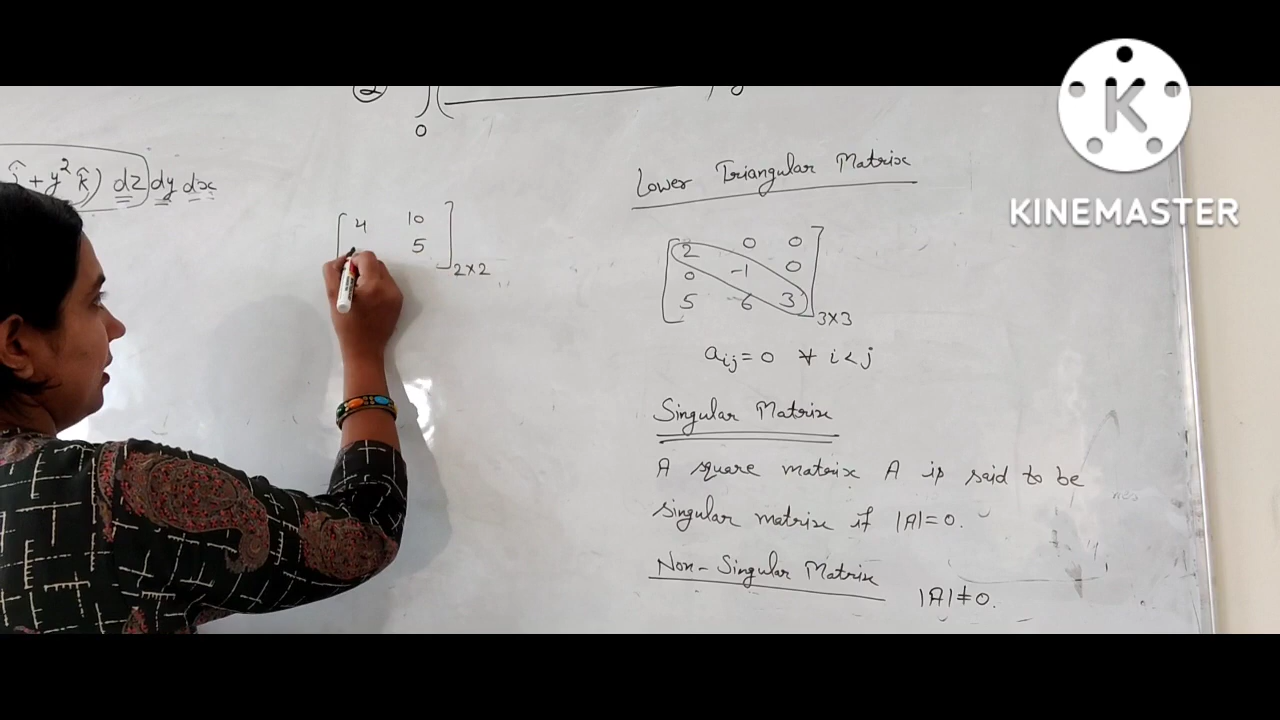 2
0
ĵ + y² k̂) dz dy dx
4 10
5
2×2
Lower Triangular Matrix
2 0 0
0 -1 0
5 6 3
3×3
aij = 0 ∀ i < j
Singular Matrix
A square matrix A is said to be
singular matrix if |A| = 0.
Non-Singular Matrix |A| ≠ 0.
K
KINEMASTER